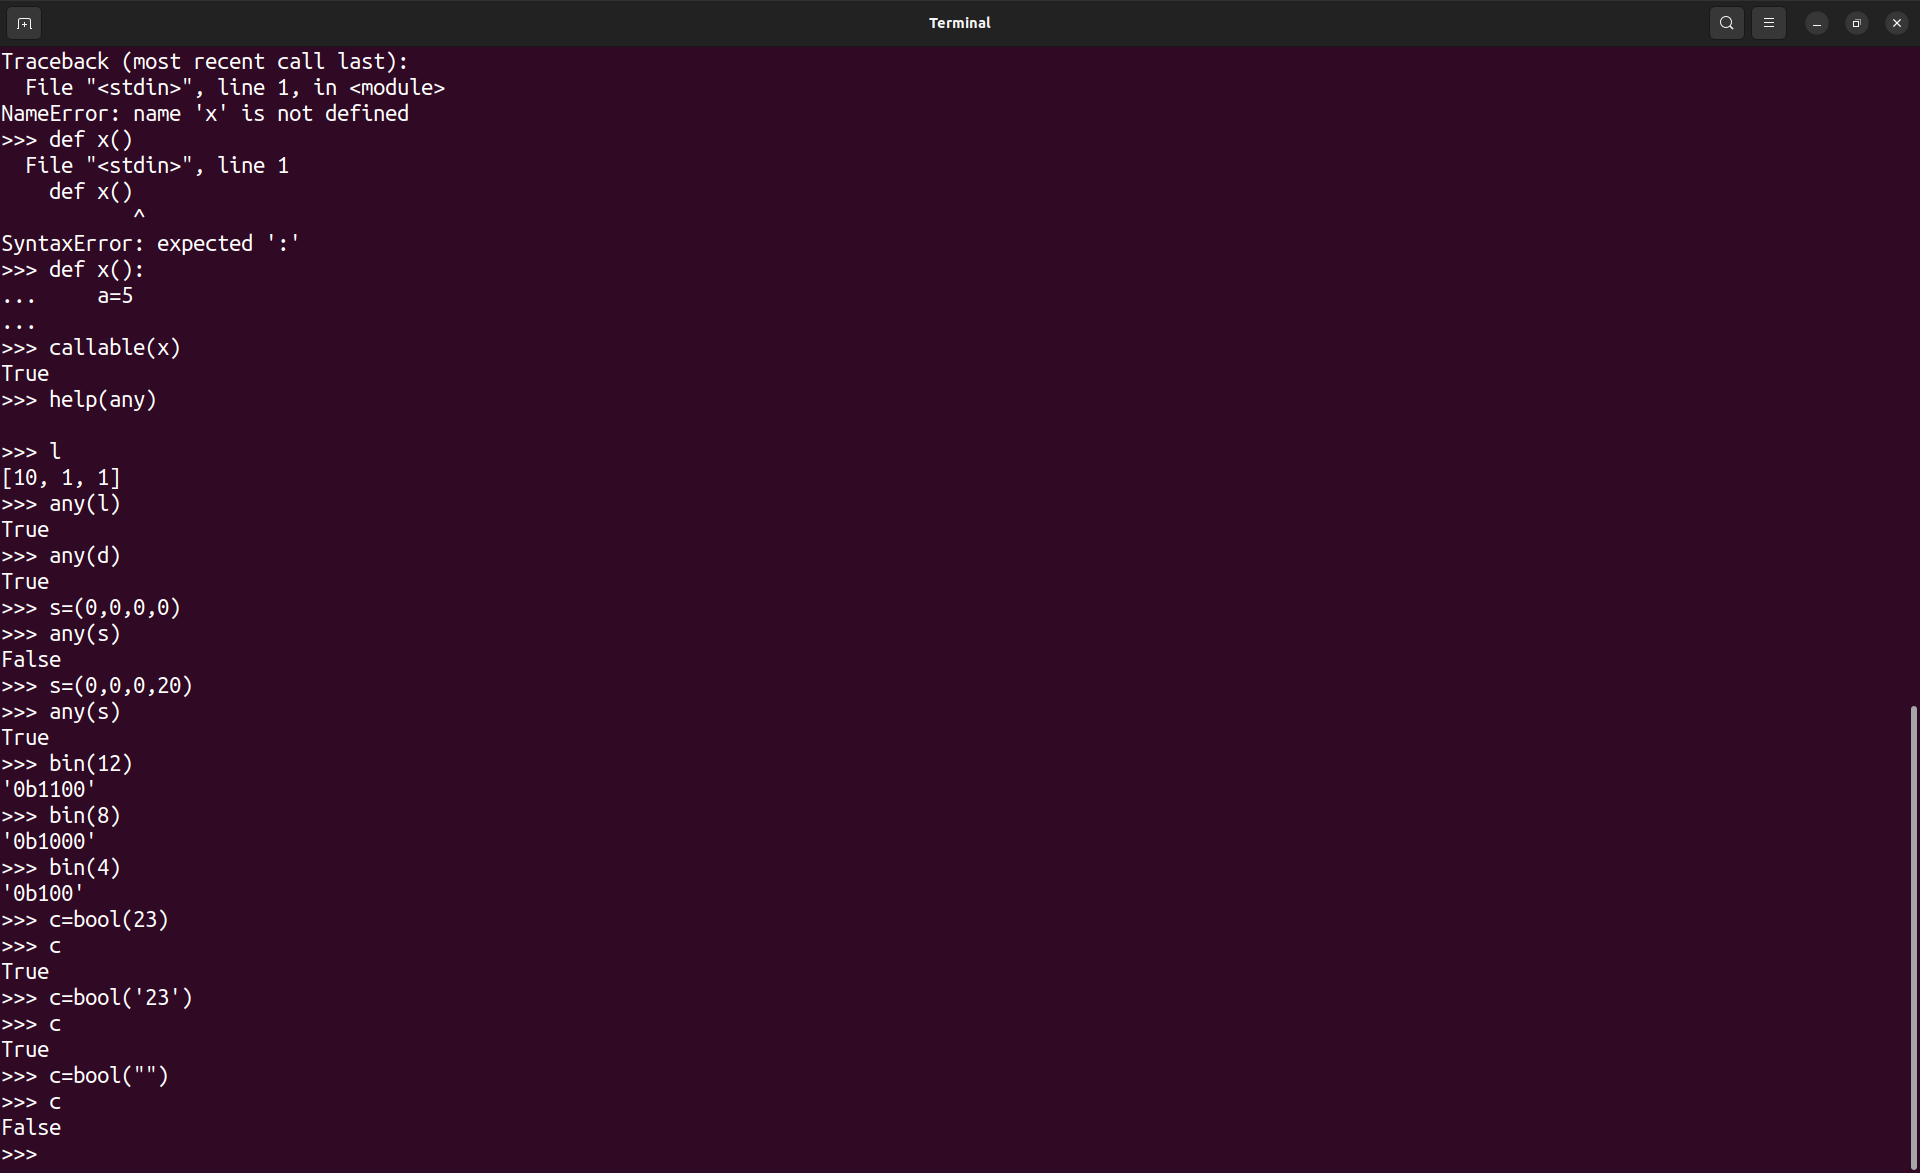 Terminal
Traceback (most recent call last):
  File "<stdin>", line 1, in <module>
NameError: name 'x' is not defined
>>> def x()
  File "<stdin>", line 1
    def x()
           ^
SyntaxError: expected ':'
>>> def x():
...     a=5
...
>>> callable(x)
True
>>> help(any)

>>> l
[10, 1, 1]
>>> any(l)
True
>>> any(d)
True
>>> s=(0,0,0,0)
>>> any(s)
False
>>> s=(0,0,0,20)
>>> any(s)
True
>>> bin(12)
'0b1100'
>>> bin(8)
'0b1000'
>>> bin(4)
'0b100'
>>> c=bool(23)
>>> c
True
>>> c=bool('23')
>>> c
True
>>> c=bool("")
>>> c
False
>>>